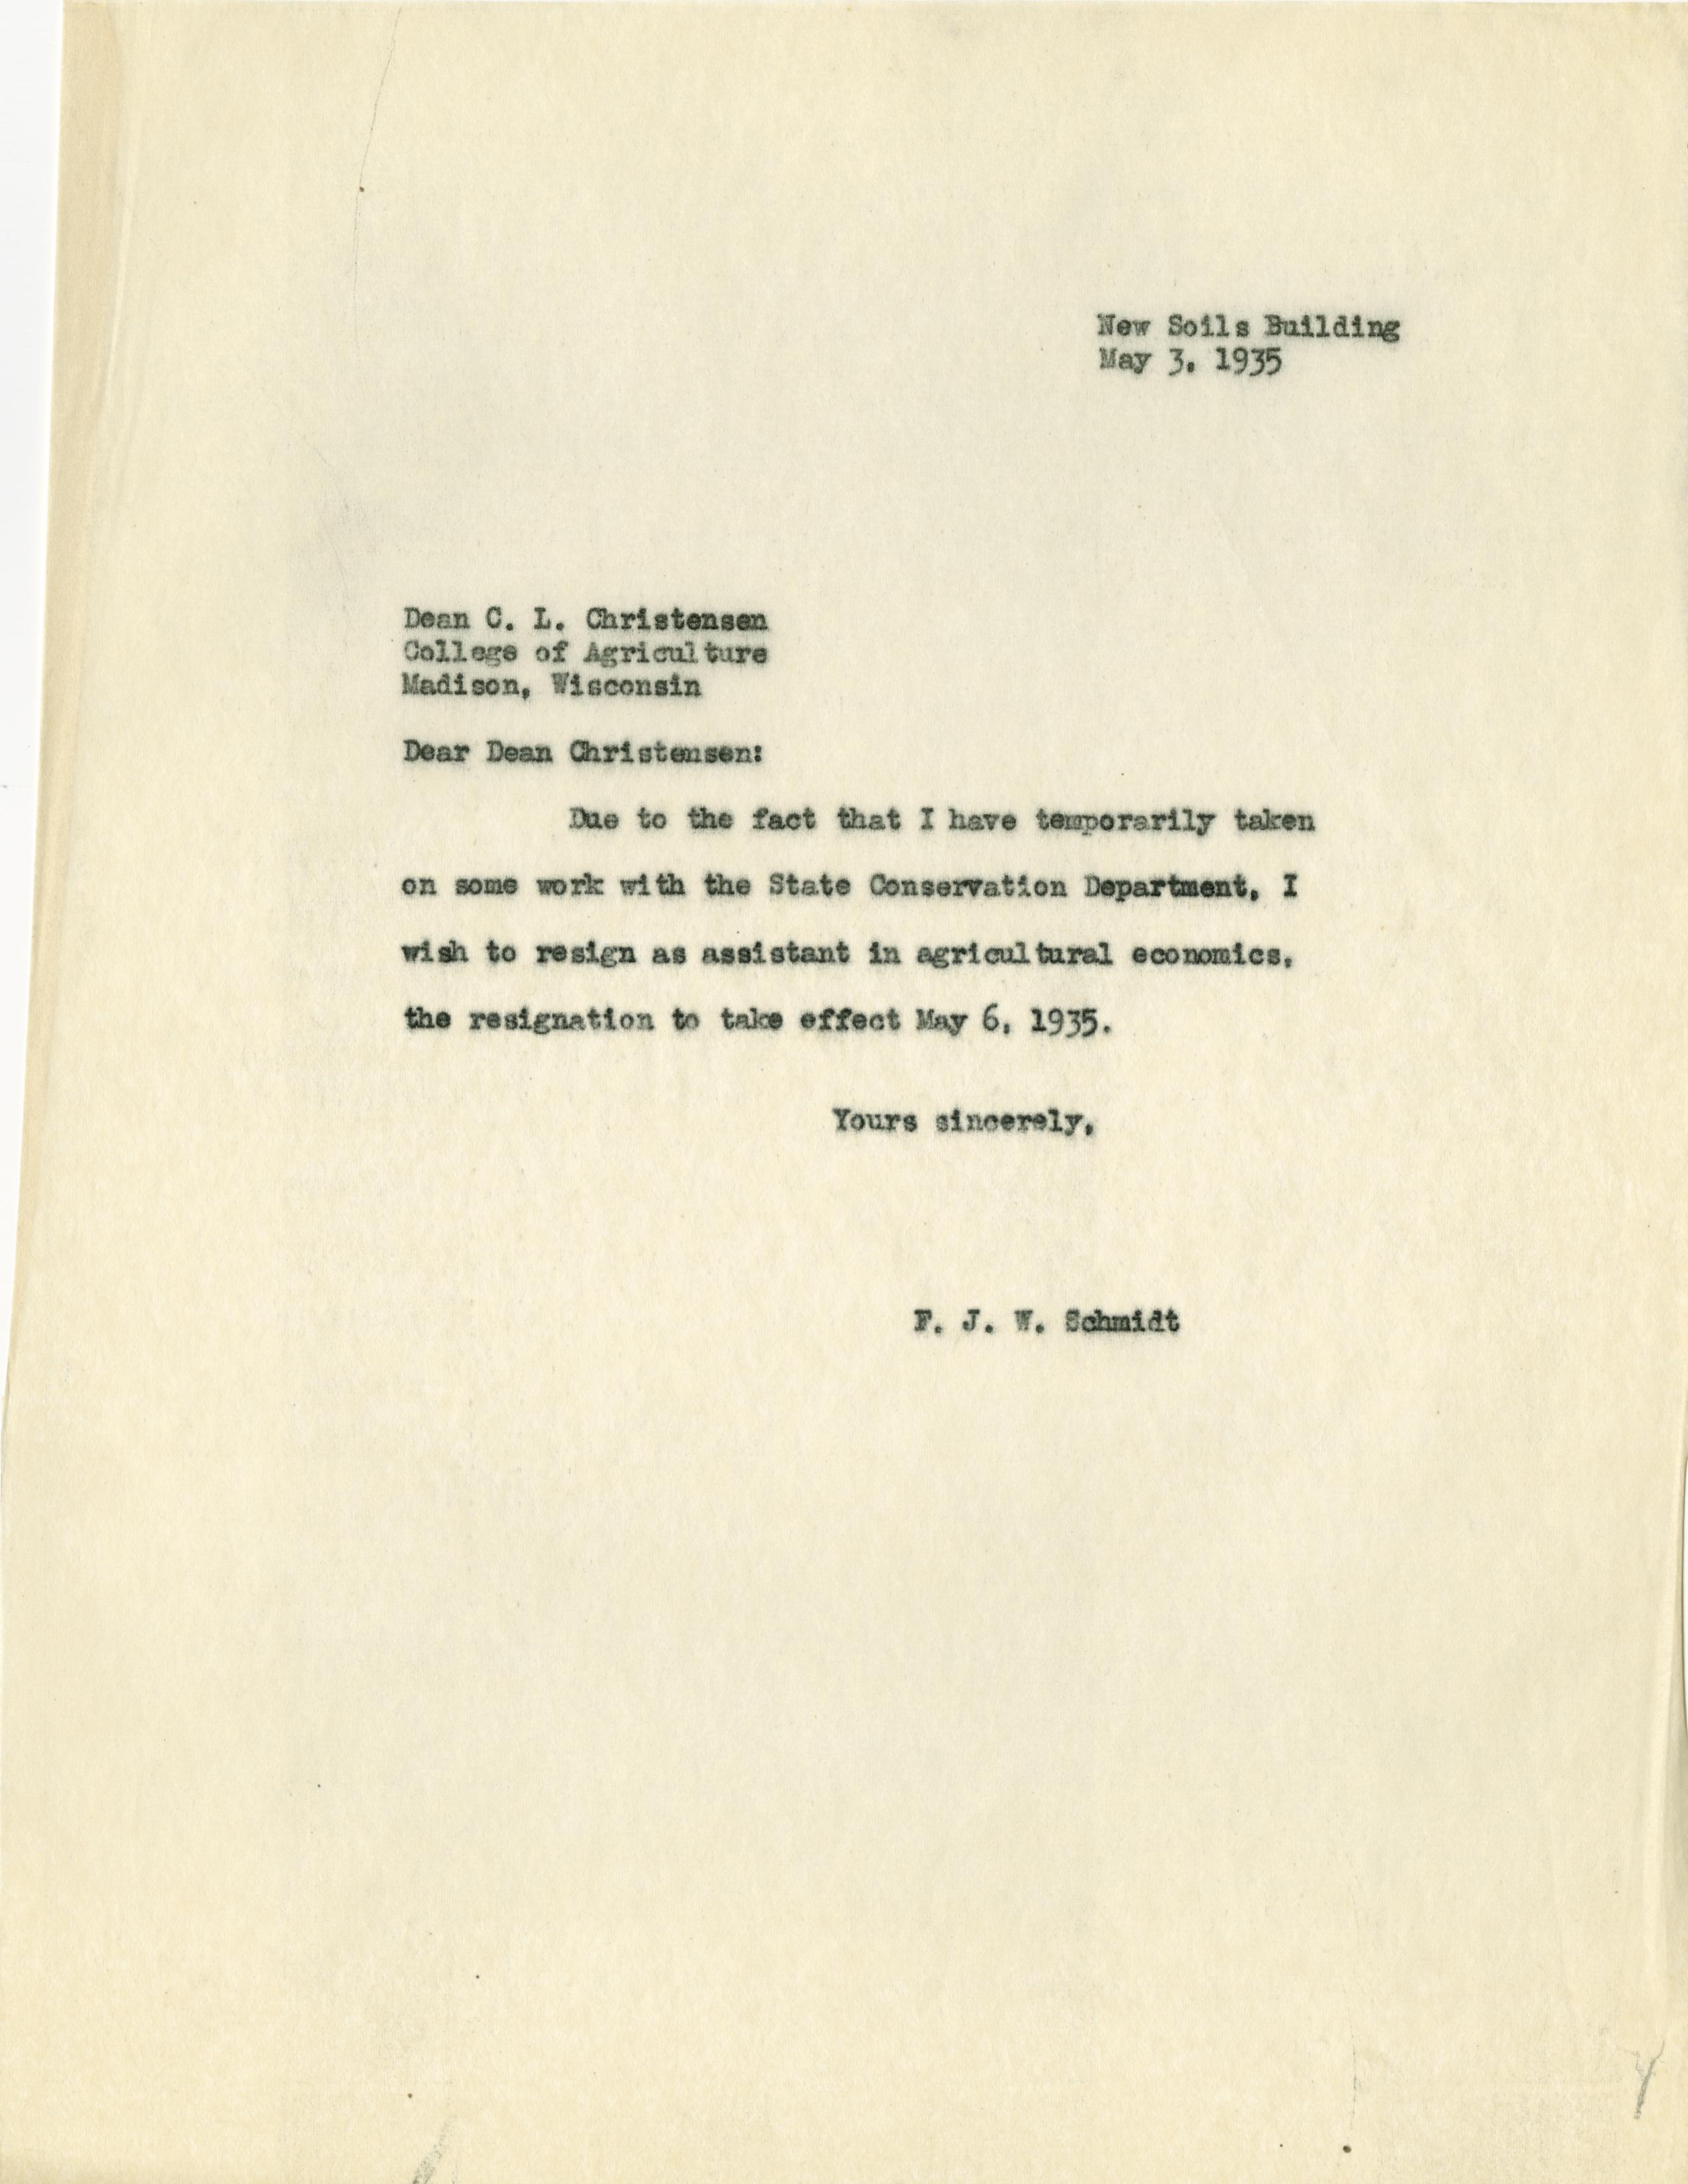 New Soils Building
May 3, 1935
Dean C. L. Christensen
College of Agriculture
Madison, Wisconsin
Dear Dean Christensen:
Due to the fact that I have temporarily taken
on some work with the State Conservation Department, I
wish to resign as assistant in agricultural economics,
the resignation to take effect May 6, 1935.
Yours sincerely,
F. J. W. Schmidt